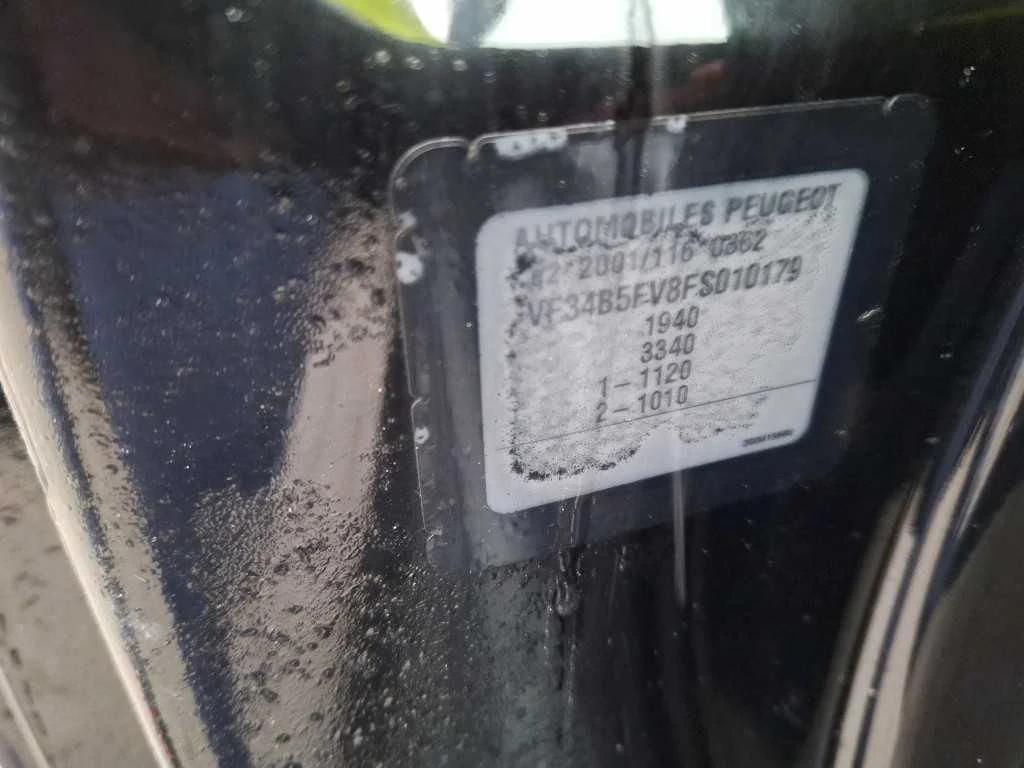 AUTOMOBILES PEUGEOT
e2*2001/116*0362
VF34B5FV8FS010179
1940
3340
1-1120
2-1010